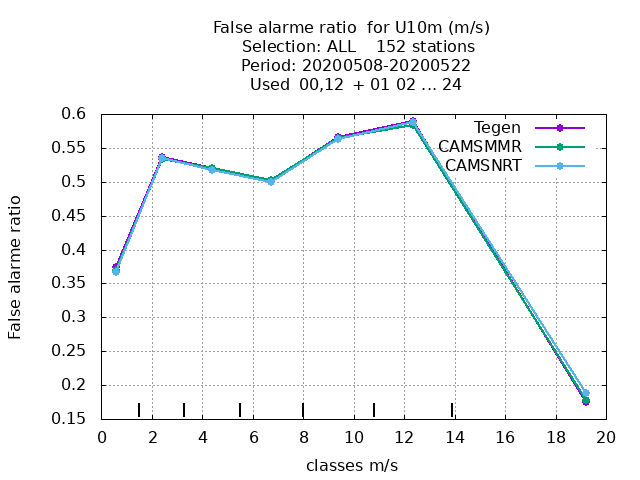 False alarme ratio  for U10m (m/s)
Selection: ALL    152 stations
Period: 20200508-20200522
Used  00,12  + 01 02 ... 24
Tegen
CAMSMMR
CAMSNRT
0.6
0.55
0.5
0.45
0.4
0.35
0.3
0.25
0.2
0.15
False alarme ratio
0 2 4 6 8 10 12 14 16 18 20
classes m/s